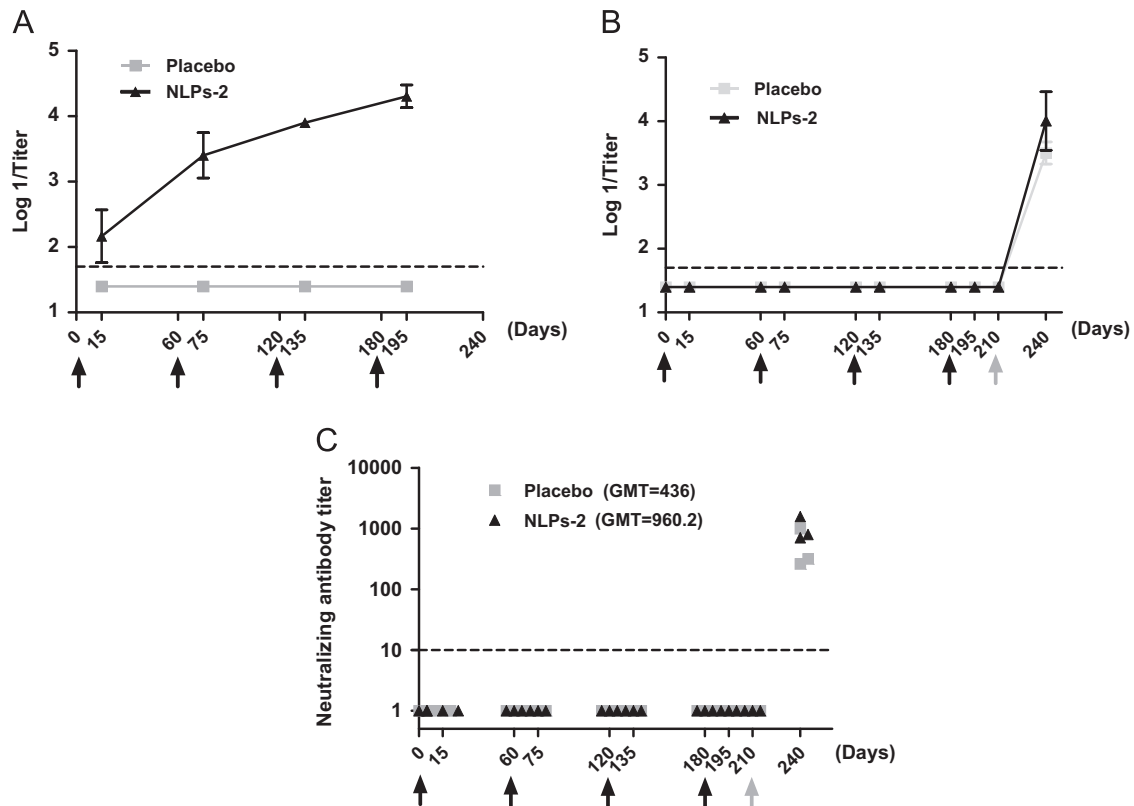 A
5
4
3
2
1
Log 1/Titer
Placebo
NLPs-2
0 15 60 75 120 135 180 195 240 (Days)
B
5
4
3
2
1
Log 1/Titer
Placebo
NLPs-2
0 15 60 75 120 135 180 195 210 240 (Days)
C
10000
1000
100
10
1
Neutralizing antibody titer
Placebo (GMT=436)
NLPs-2 (GMT=960.2)
0 15 60 75 120 135 180 195 210 240 (Days)